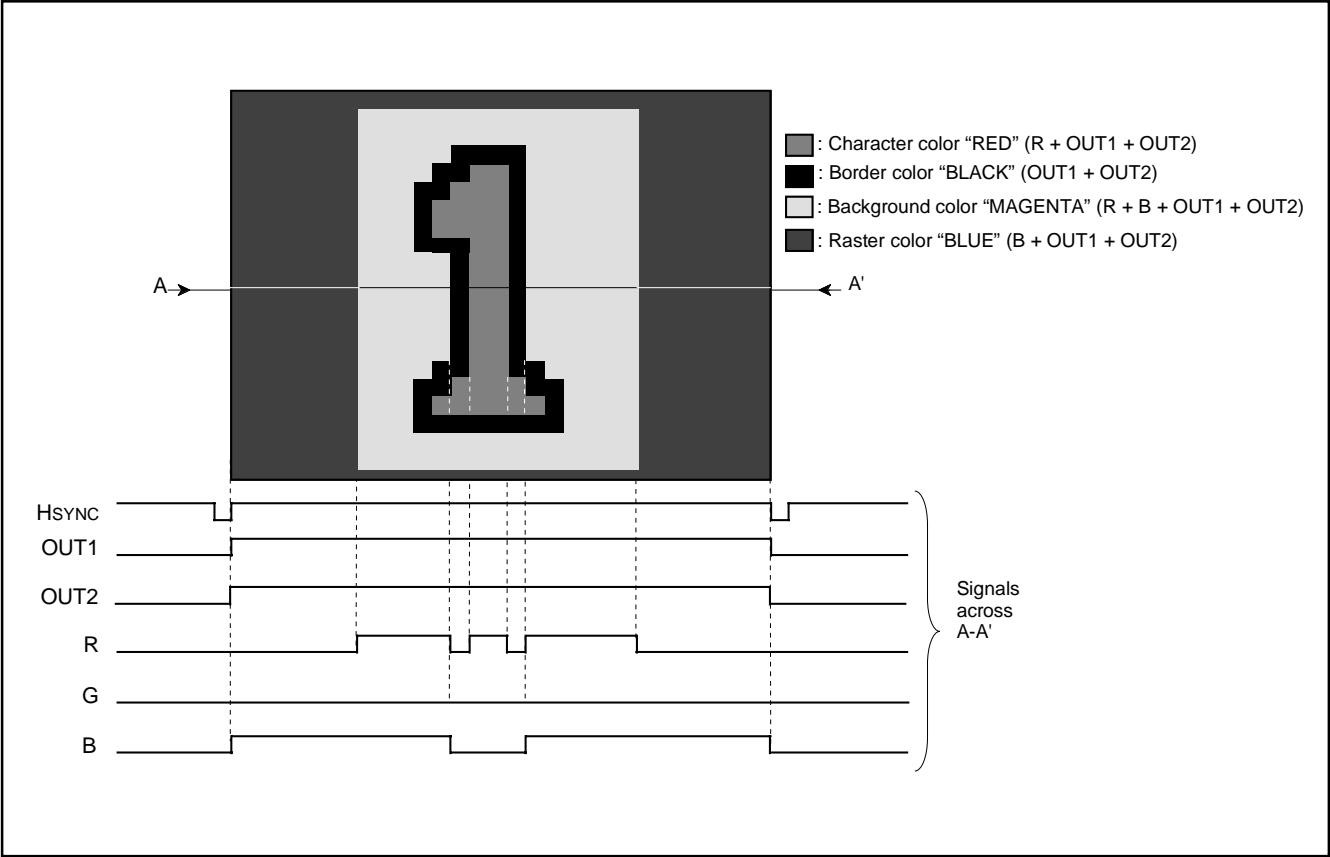 : Character color “RED” (R + OUT1 + OUT2)
: Border color “BLACK” (OUT1 + OUT2)
: Background color “MAGENTA” (R + B + OUT1 + OUT2)
: Raster color “BLUE” (B + OUT1 + OUT2)
A
A'
1
HSYNC
OUT1
OUT2
R
G
B
Signals
across
A-A'